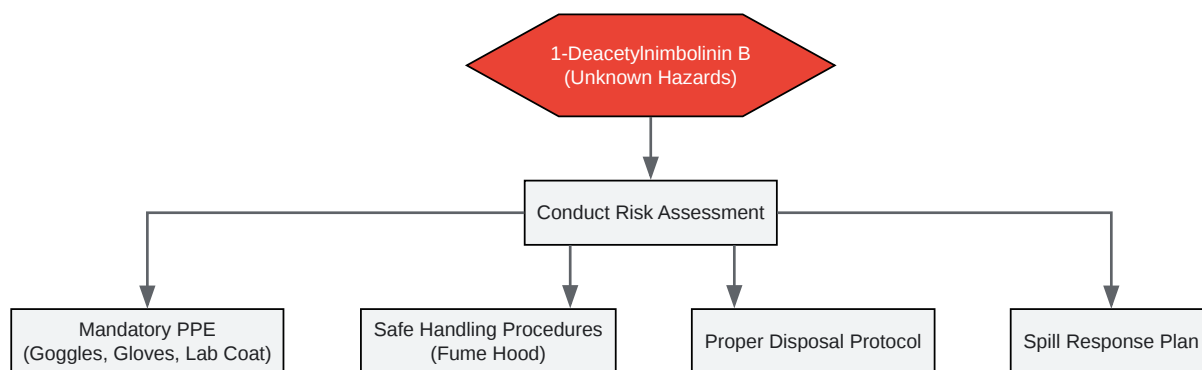 1-Deacetylnimbolinin B
(Unknown Hazards)
Conduct Risk Assessment
Mandatory PPE
(Goggles, Gloves, Lab Coat)
Safe Handling Procedures
(Fume Hood)
Proper Disposal Protocol
Spill Response Plan